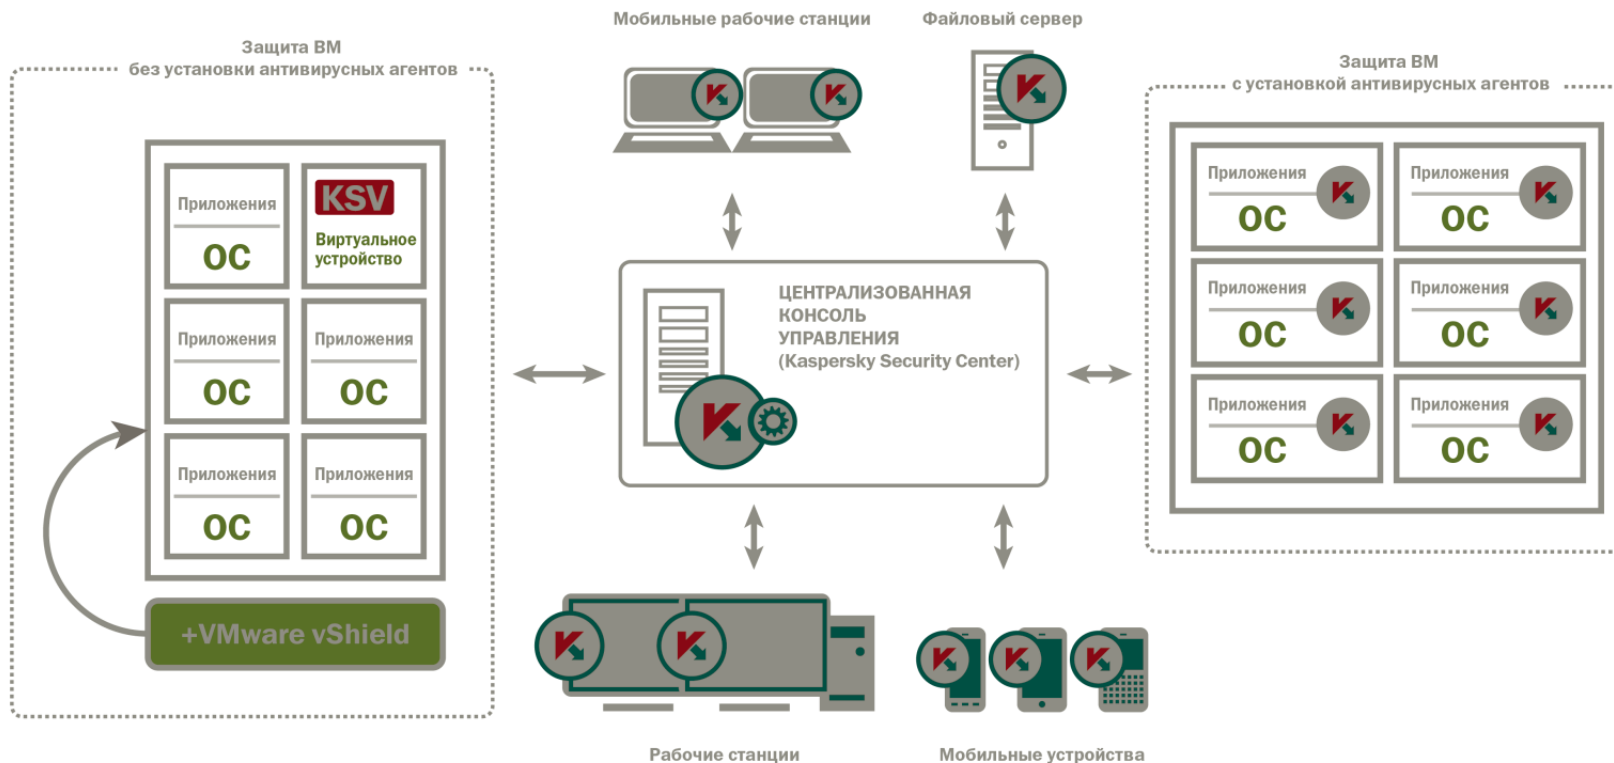 Мобильные рабочие станции
Файловый сервер
Защита ВМ
без установки антивирусных агентов
Защита ВМ
с установкой антивирусных агентов
Приложения
ОС
KSV
Виртуальное
устройство
Приложения
ОС
Приложения
ОС
Приложения
ОС
Приложения
ОС
+VMware vShield
ЦЕНТРАЛИЗОВАННАЯ
КОНСОЛЬ
УПРАВЛЕНИЯ
(Kaspersky Security Center)
Приложения
ОС
Приложения
ОС
Приложения
ОС
Приложения
ОС
Приложения
ОС
Приложения
ОС
Рабочие станции
Мобильные устройства